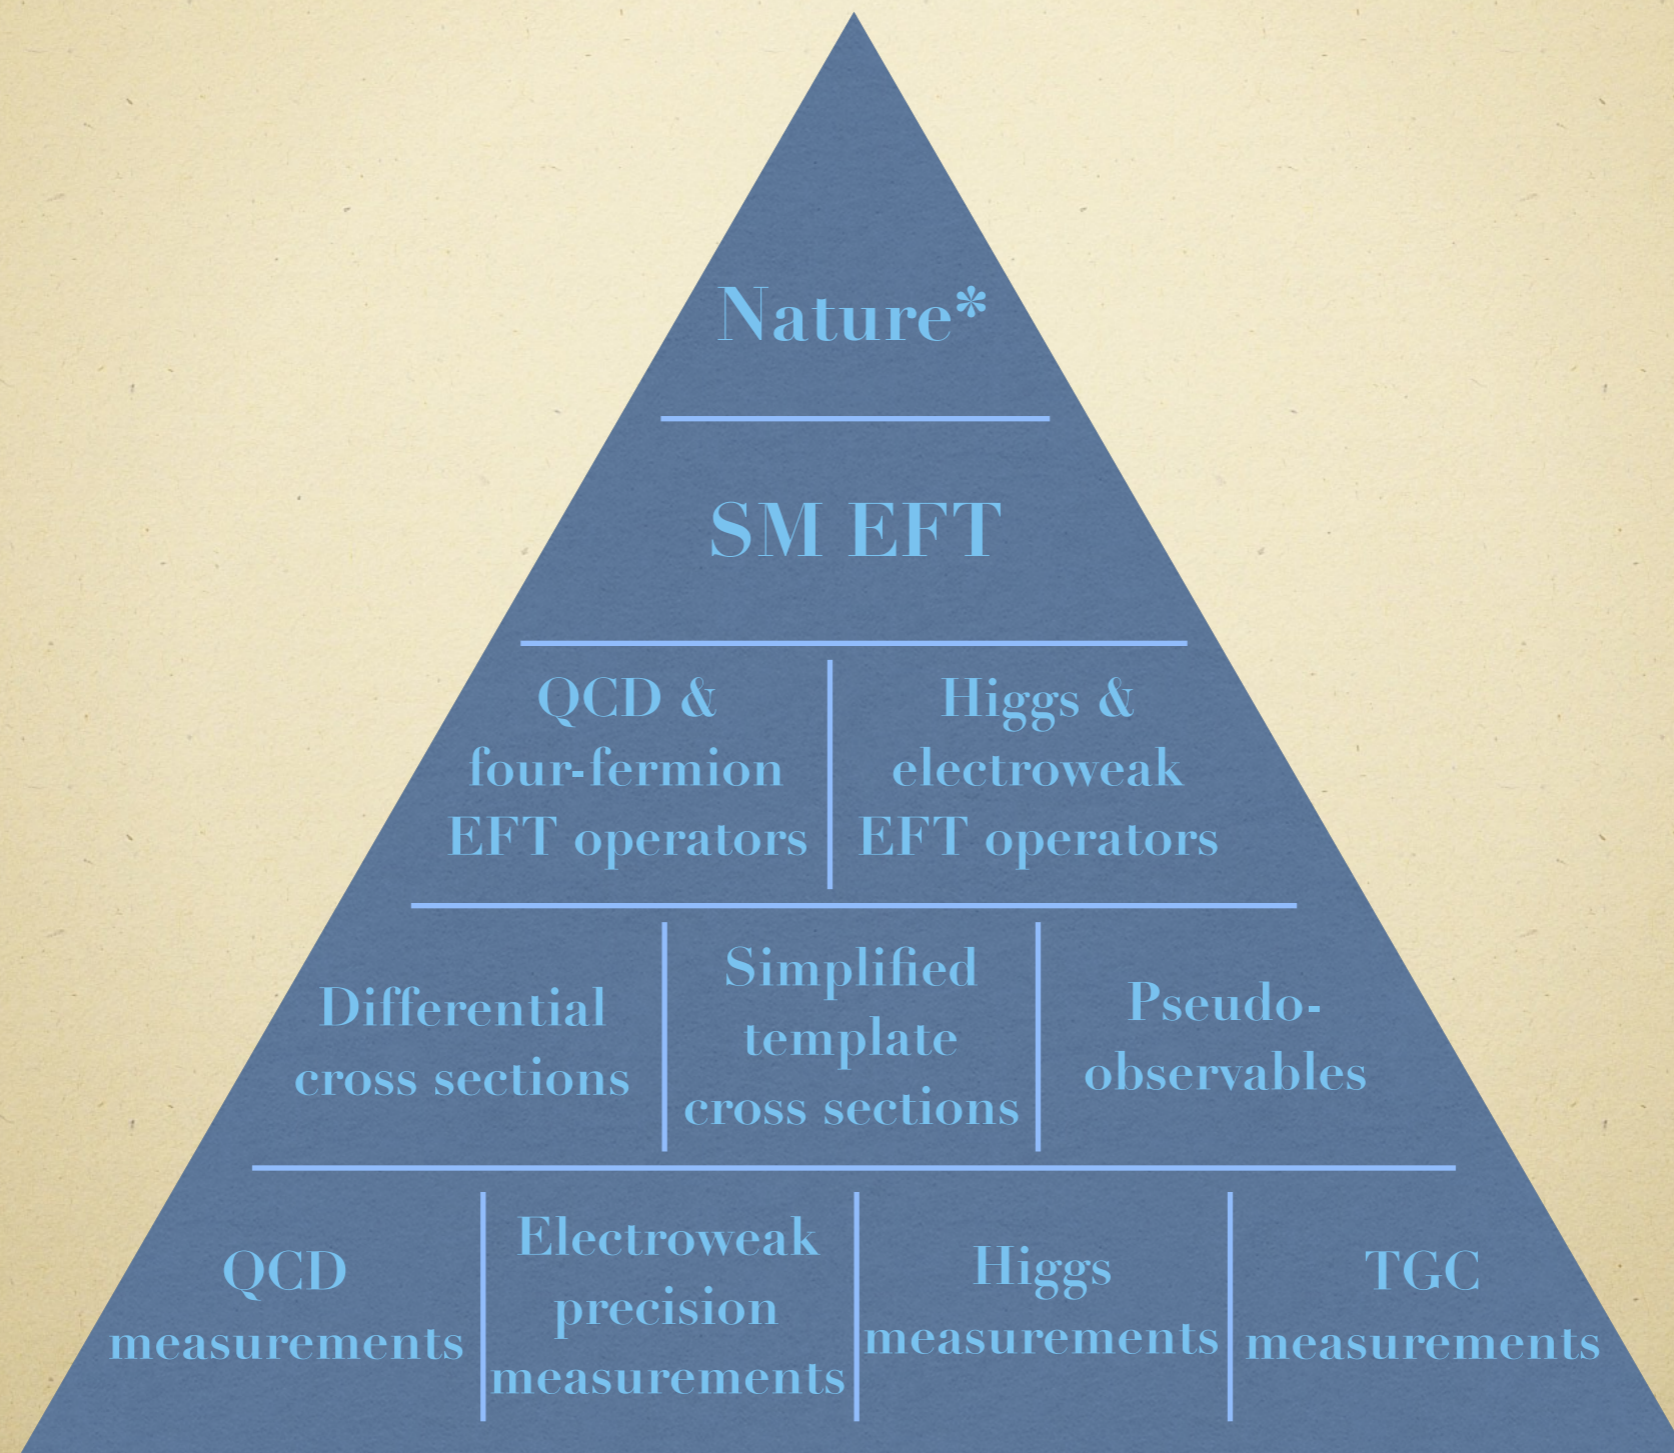 Nature*
SM EFT
QCD &
four-fermion
EFT operators
Higgs &
electroweak
EFT operators
Differential
cross sections
Simplified
template
cross sections
Pseudo-
observables
QCD
measurements
Electroweak
precision
measurements
Higgs
measurements
TGC
measurements